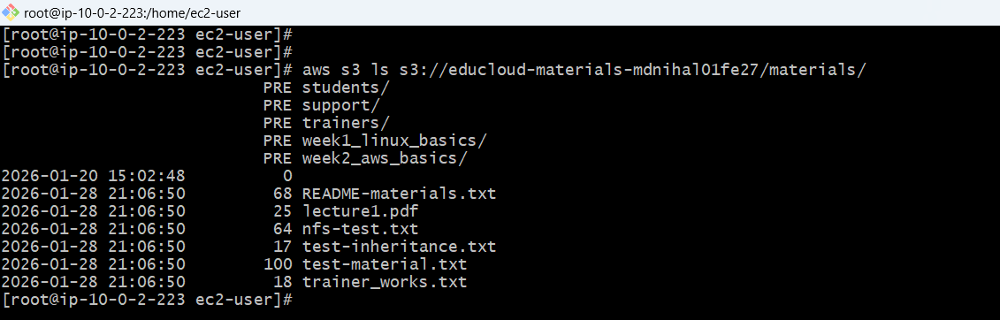 root@ip-10-0-2-223:/home/ec2-user
[root@ip-10-0-2-223 ec2-user]#
[root@ip-10-0-2-223 ec2-user]#
[root@ip-10-0-2-223 ec2-user]# aws s3 ls s3://educloud-materials-mdnihal01fe27/materials/
                           PRE students/
                           PRE support/
                           PRE trainers/
                           PRE week1_linux_basics/
                           PRE week2_aws_basics/
2026-01-20 15:02:48          0
2026-01-28 21:06:50         68 README-materials.txt
2026-01-28 21:06:50         25 lecture1.pdf
2026-01-28 21:06:50         64 nfs-test.txt
2026-01-28 21:06:50         17 test-inheritance.txt
2026-01-28 21:06:50        100 test-material.txt
2026-01-28 21:06:50         18 trainer_works.txt
[root@ip-10-0-2-223 ec2-user]#